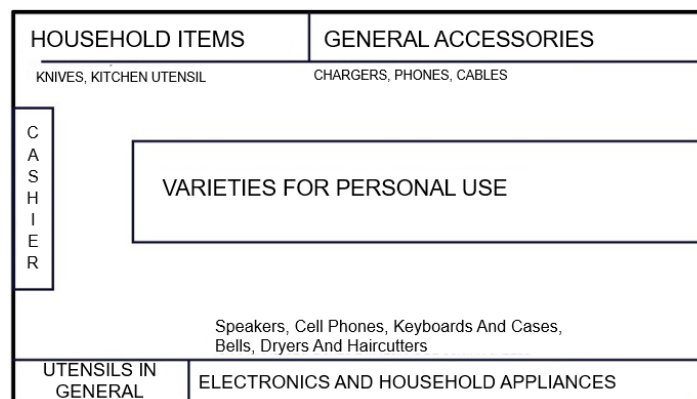 HOUSEHOLD ITEMS
GENERAL ACCESSORIES
KNIVES, KITCHEN UTENSIL
CHARGERS, PHONES, CABLES
CASHIER
VARIETIES FOR PERSONAL USE
Speakers, Cell Phones, Keyboards And Cases,
Bells, Dryers And Haircutters
UTENSILS IN
GENERAL
ELECTRONICS AND HOUSEHOLD APPLIANCES